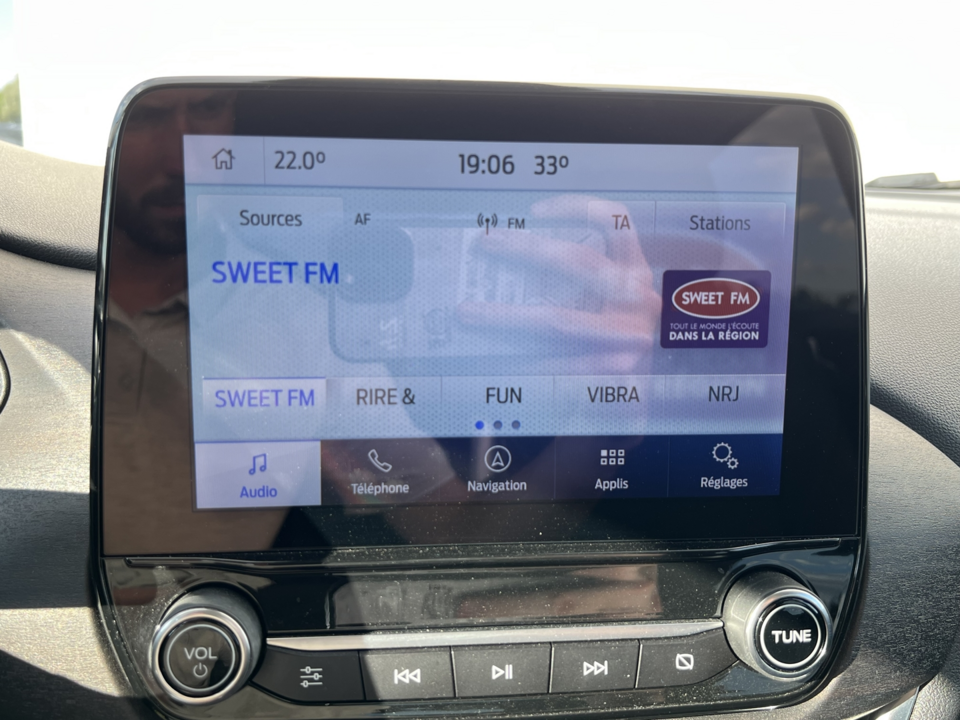 22.0° 19:06 33°
Sources AF FM TA Stations
SWEET FM
SWEET FM
TOUT LE MONDE L'ÉCOUTE
DANS LA RÉGION
SWEET FM RIRE & FUN VIBRA NRJ
Audio Téléphone Navigation Applis Réglages
VOL TUNE